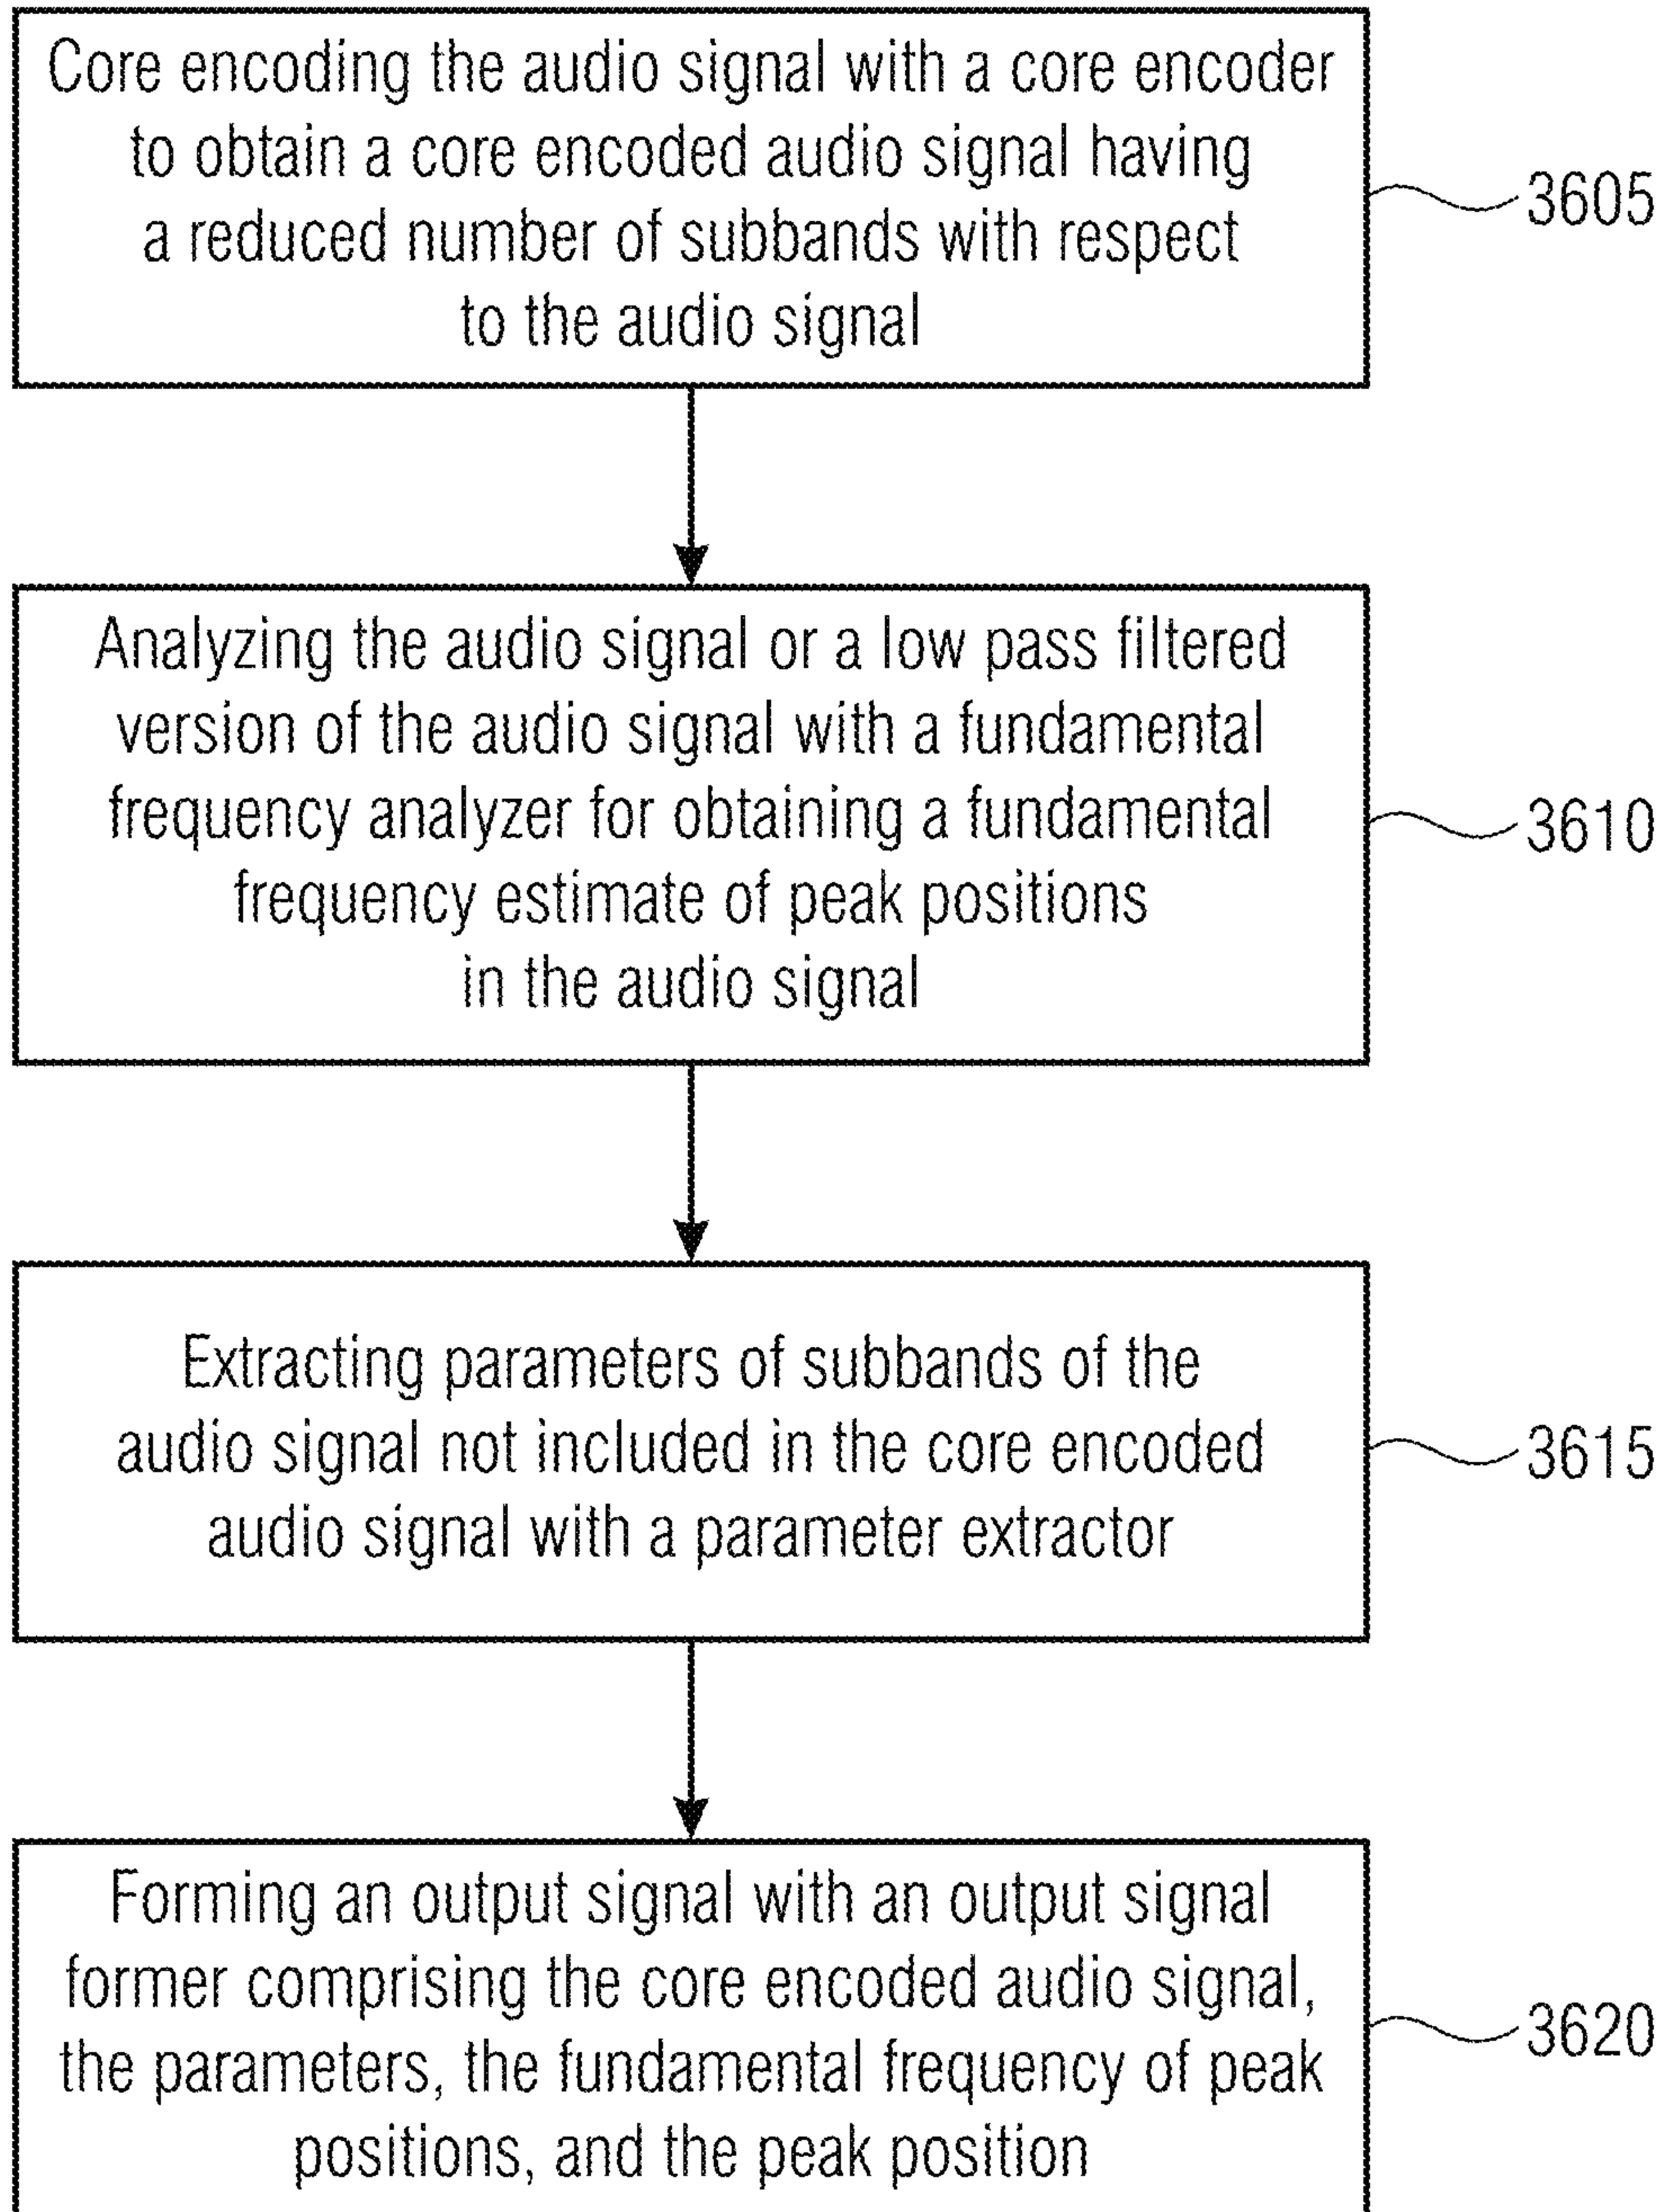 Core encoding the audio signal with a core encoder
to obtain a core encoded audio signal having
a reduced number of subbands with respect
to the audio signal
3605
Analyzing the audio signal or a low pass filtered
version of the audio signal with a fundamental
frequency analyzer for obtaining a fundamental
frequency estimate of peak positions
in the audio signal
3610
Extracting parameters of subbands of the
audio signal not included in the core encoded
audio signal with a parameter extractor
3615
Forming an output signal with an output signal
former comprising the core encoded audio signal,
the parameters, the fundamental frequency of peak
positions, and the peak position
3620